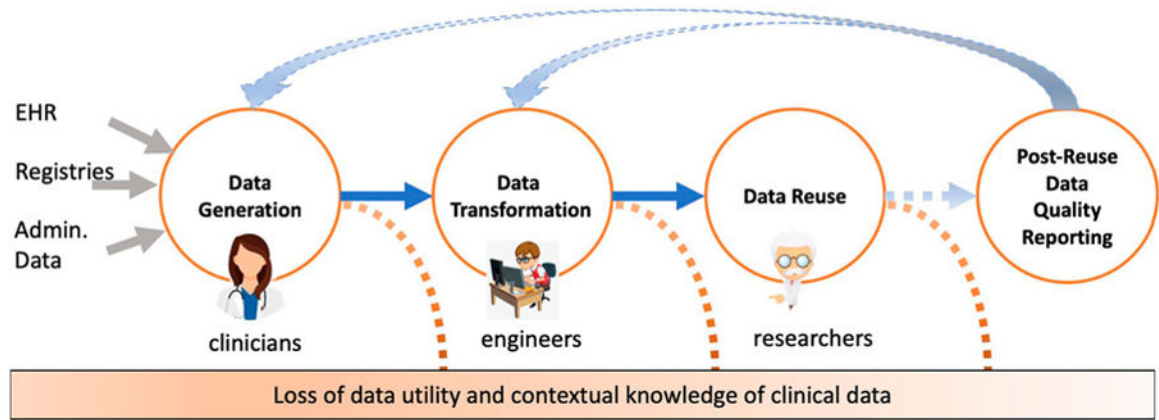 EHR
Registries
Admin.
Data
Data
Generation
clinicians
Data
Transformation
engineers
Data Reuse
researchers
Post-Reuse
Data
Quality
Reporting
Loss of data utility and contextual knowledge of clinical data